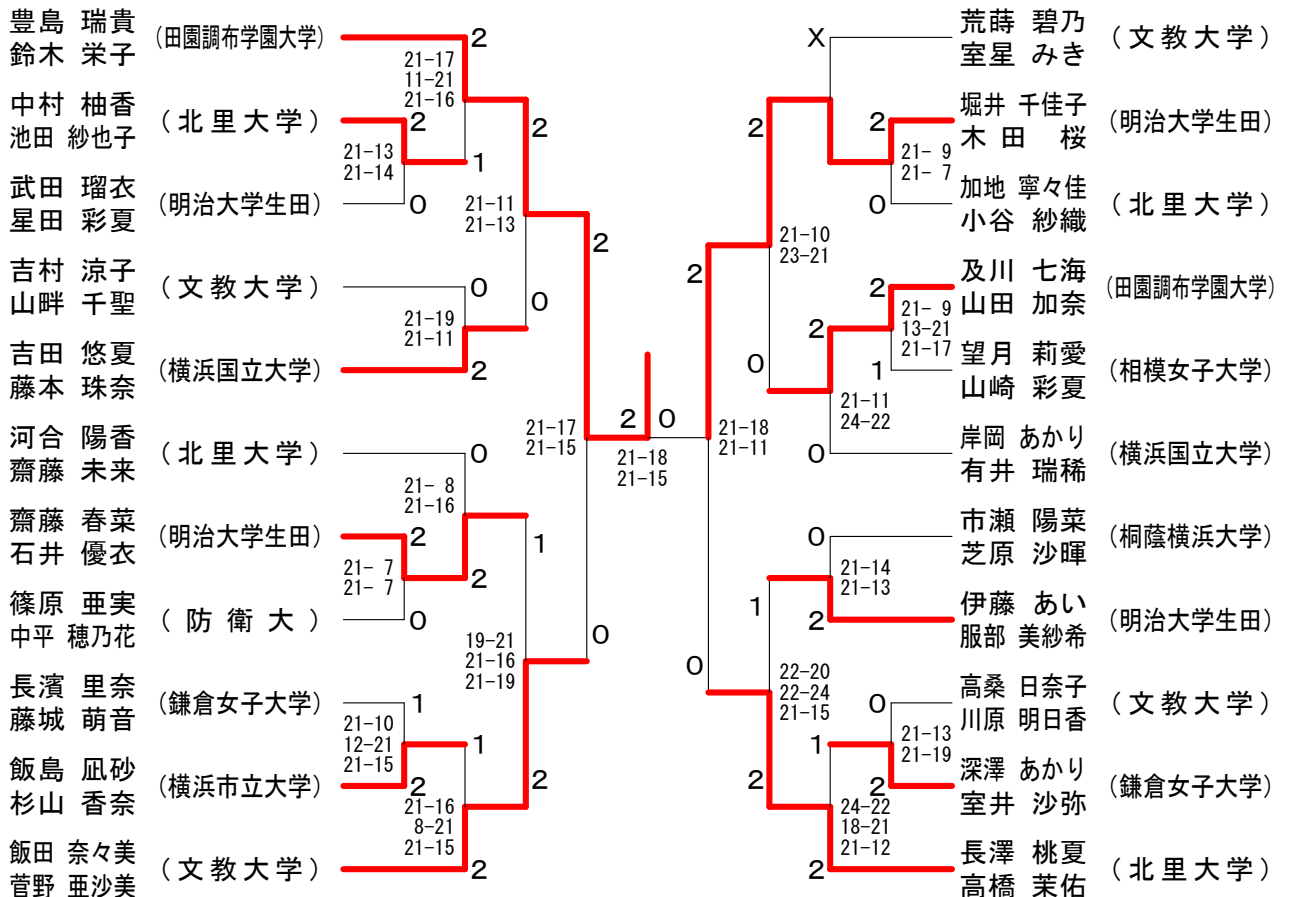 豊島 瑞貴
鈴木 栄子
(田園調布学園大学)
2
21-17
11-21
21-16
中村 柚香
池田 紗也子
(北里大学)
2
21-13
21-14
1
武田 瑠衣
星田 彩夏
(明治大学生田)
0
2
21-11
21-13
吉村 涼子
山畔 千聖
(文教大学)
0
21-19
21-11
0
吉田 悠夏
藤本 珠奈
(横浜国立大学)
2
2
21-17
21-15
河合 陽香
齋藤 未来
(北里大学)
0
21- 8
21-16
齋藤 春菜
石井 優衣
(明治大学生田)
2
21- 7
21- 7
2
篠原 亜実
中平 穂乃花
(防衛大)
0
1
19-21
21-16
21-19
0
長濱 里奈
藤城 萌音
(鎌倉女子大学)
1
21-10
12-21
21-15
1
飯島 凪砂
杉山 香奈
(横浜市立大学)
2
21-16
8-21
21-15
2
飯田 奈々美
菅野 亜沙美
(文教大学)
2
2 0
21-18
21-15
X
荒蒔 碧乃
室星 みき
(文教大学)
2
2
堀井 千佳子
木田 桜
(明治大学生田)
21- 9
21- 7
0
加地 寧々佳
小谷 紗織
(北里大学)
21-10
23-21
2
2
及川 七海
山田 加奈
(田園調布学園大学)
21- 9
13-21
21-17
2
0
1
望月 莉愛
山崎 彩夏
(相模女子大学)
21-11
24-22
0
岸岡 あかり
有井 瑞稀
(横浜国立大学)
21-18
21-11
0
市瀬 陽菜
芝原 沙暉
(桐蔭横浜大学)
21-14
21-13
1
2
伊藤 あい
服部 美紗希
(明治大学生田)
0
22-20
22-24
21-15
0
高桑 日奈子
川原 明日香
(文教大学)
21-13
21-19
1
2
深澤 あかり
室井 沙弥
(鎌倉女子大学)
2
24-22
18-21
21-12
2
長澤 桃夏
高橋 茉佑
(北里大学)